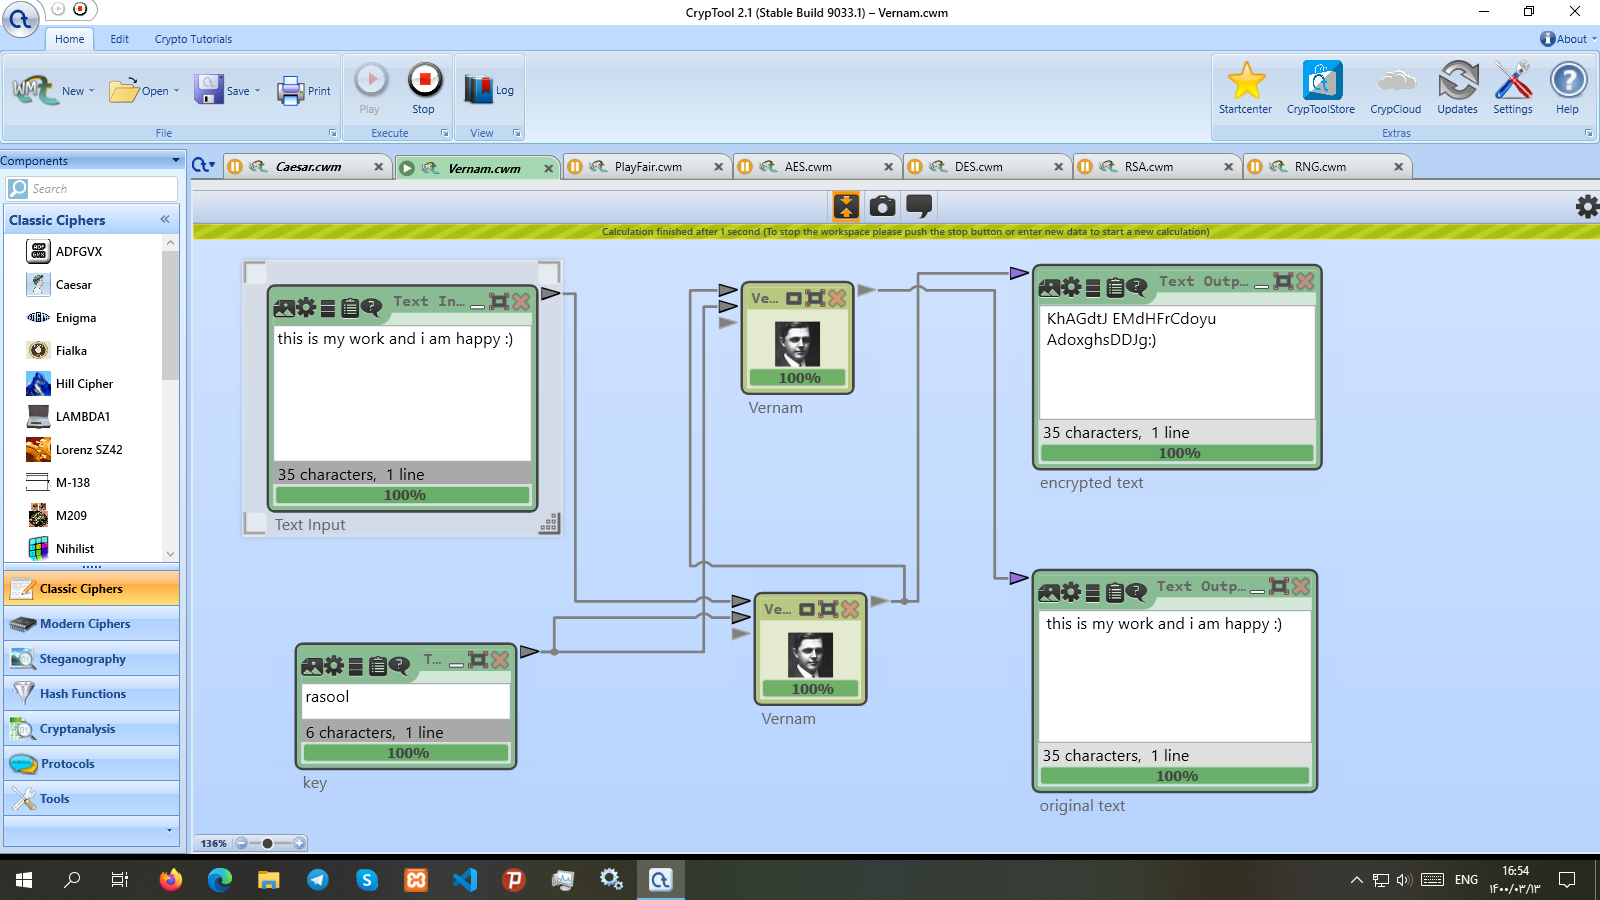 CrypTool 2.1 (Stable Build 9033.1) – Vernam.cwm
Home Edit Crypto Tutorials About
New Open Save Print Play Stop Log Startcenter CrypToolStore CrypCloud Updates Settings Help
File Execute View Extras
Components
Caesar.cwm Vernam.cwm PlayFair.cwm AES.cwm DES.cwm RSA.cwm RNG.cwm
Search
Classic Ciphers
ADFGVX
Caesar
Enigma
Fialka
Hill Cipher
LAMBDA1
Lorenz SZ42
M-138
M209
Nihilist
Classic Ciphers
Modern Ciphers
Steganography
Hash Functions
Cryptanalysis
Protocols
Tools
Calculation finished after 1 second (To stop the workspace please push the stop button or enter new data to start a new calculation)
Text In...
this is my work and i am happy :)
35 characters, 1 line
100%
Text Input
T...
rasool
6 characters, 1 line
100%
key
Ve...
100%
Vernam
Ve...
100%
Vernam
Text Outp...
KhAGdtJ EMdHFrCdoyu
AdoxghsDDJg:)
35 characters, 1 line
100%
encrypted text
Text Outp...
this is my work and i am happy :)
35 characters, 1 line
100%
original text
136%
ENG
16:54
۱۴۰۰/۰۳/۱۳